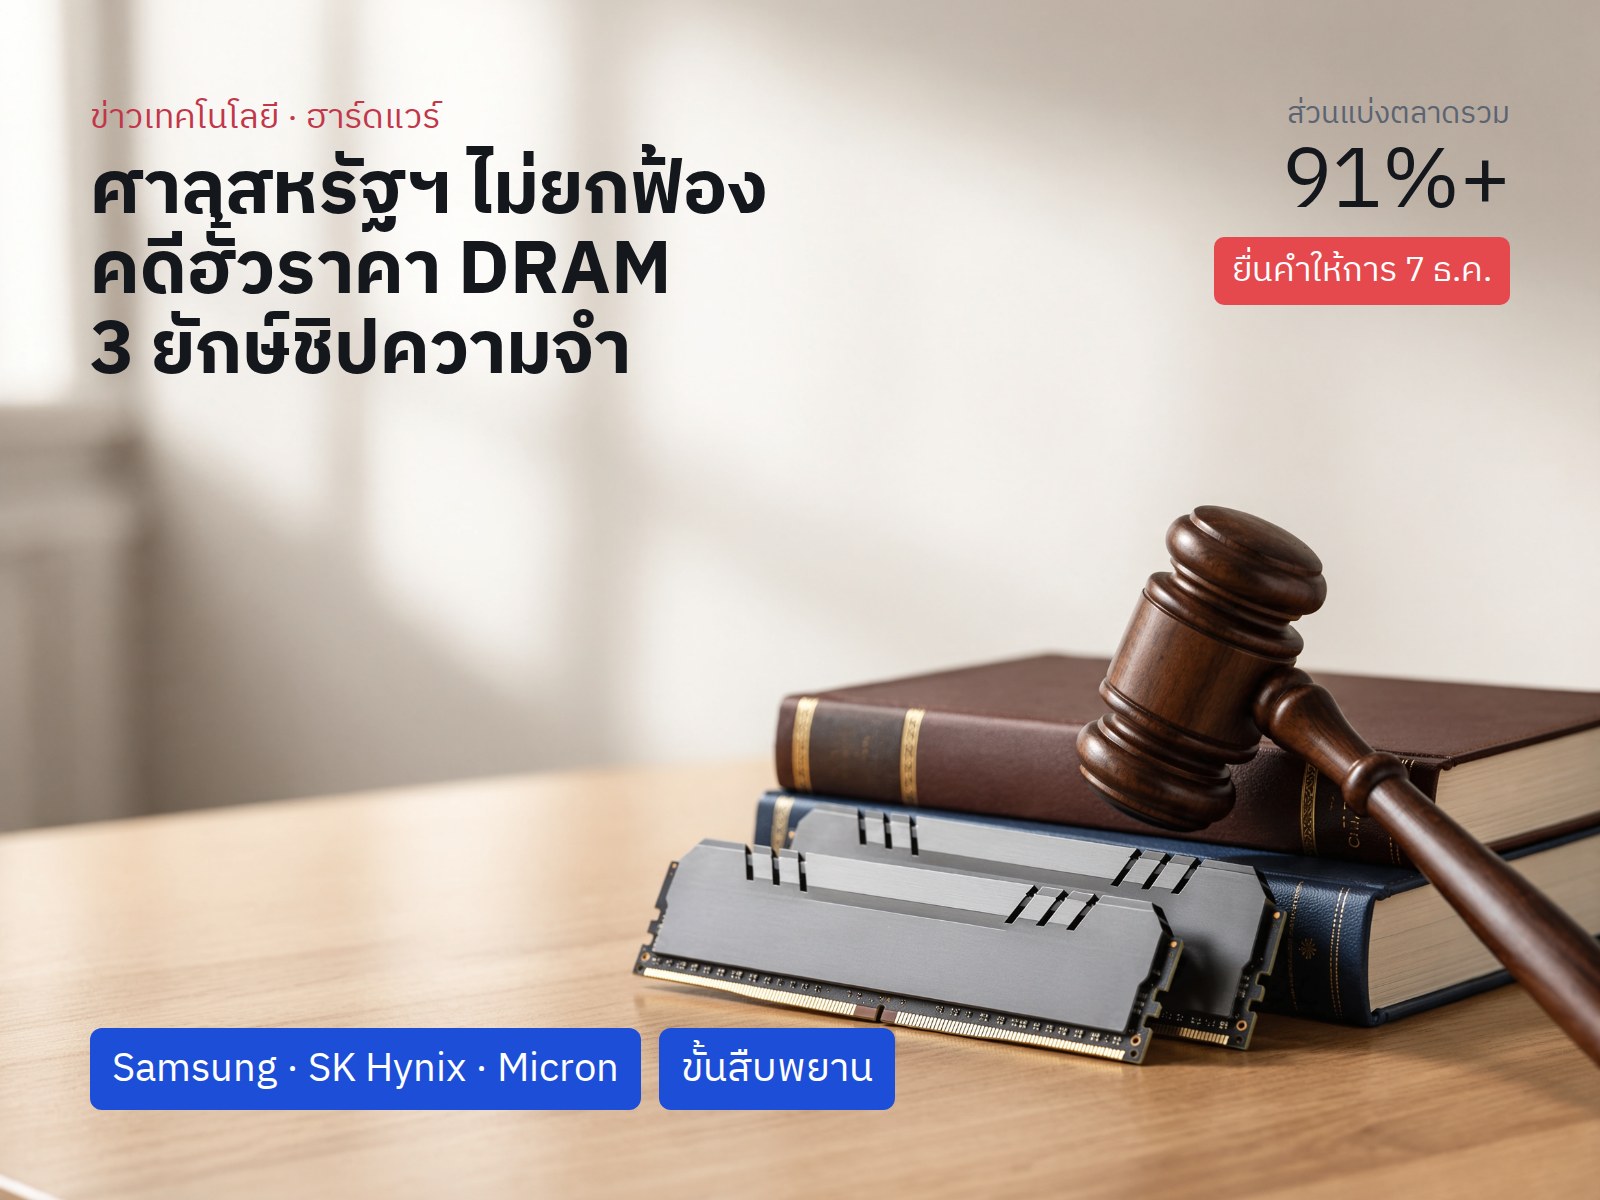 ข่าวเทคโนโลยี · ฮาร์ดแวร์
ศาลสหรัฐฯ ไม่ยกฟ้อง
คดีฮั้วราคา DRAM
3 ยักษ์ชิปความจำ
ส่วนแบ่งตลาดรวม
91%+
ยื่นคำให้การ 7 ธ.ค.
Samsung · SK Hynix · Micron
ขั้นสืบพยาน